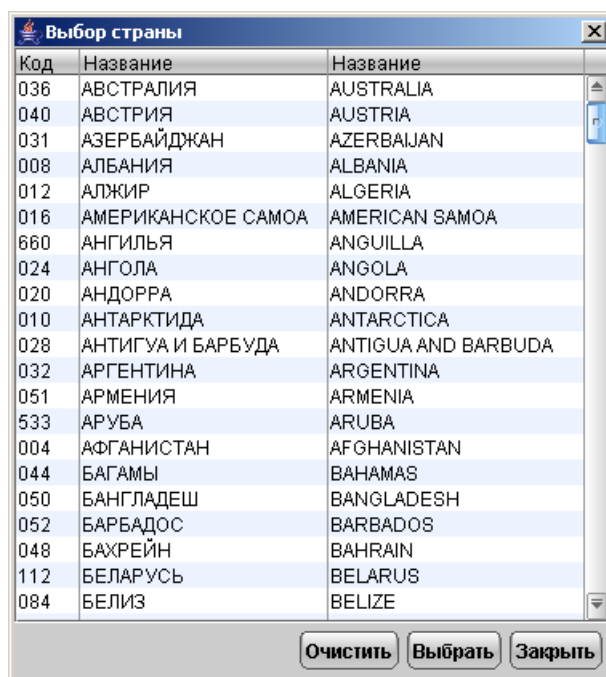 Выбор страны
Код Название Название
036 АВСТРАЛИЯ AUSTRALIA
040 АВСТРИЯ AUSTRIA
031 АЗЕРБАЙДЖАН AZERBAIJAN
008 АЛБАНИЯ ALBANIA
012 АЛЖИР ALGERIA
016 АМЕРИКАНСКОЕ САМОА AMERICAN SAMOA
660 АНГИЛЬЯ ANGUILLA
024 АНГОЛА ANGOLA
020 АНДОРРА ANDORRA
010 АНТАРКТИДА ANTARCTICA
028 АНТИГУА И БАРБУДА ANTIGUA AND BARBUDA
032 АРГЕНТИНА ARGENTINA
051 АРМЕНИЯ ARMENIA
533 АРУБА ARUBA
004 АФГАНИСТАН AFGHANISTAN
044 БАГАМЫ BAHAMAS
050 БАНГЛАДЕШ BANGLADESH
052 БАРБАДОС BARBADOS
048 БАХРЕЙН BAHRAIN
112 БЕЛАРУСЬ BELARUS
084 БЕЛИЗ BELIZE
Очистить Выбрать Закрыть